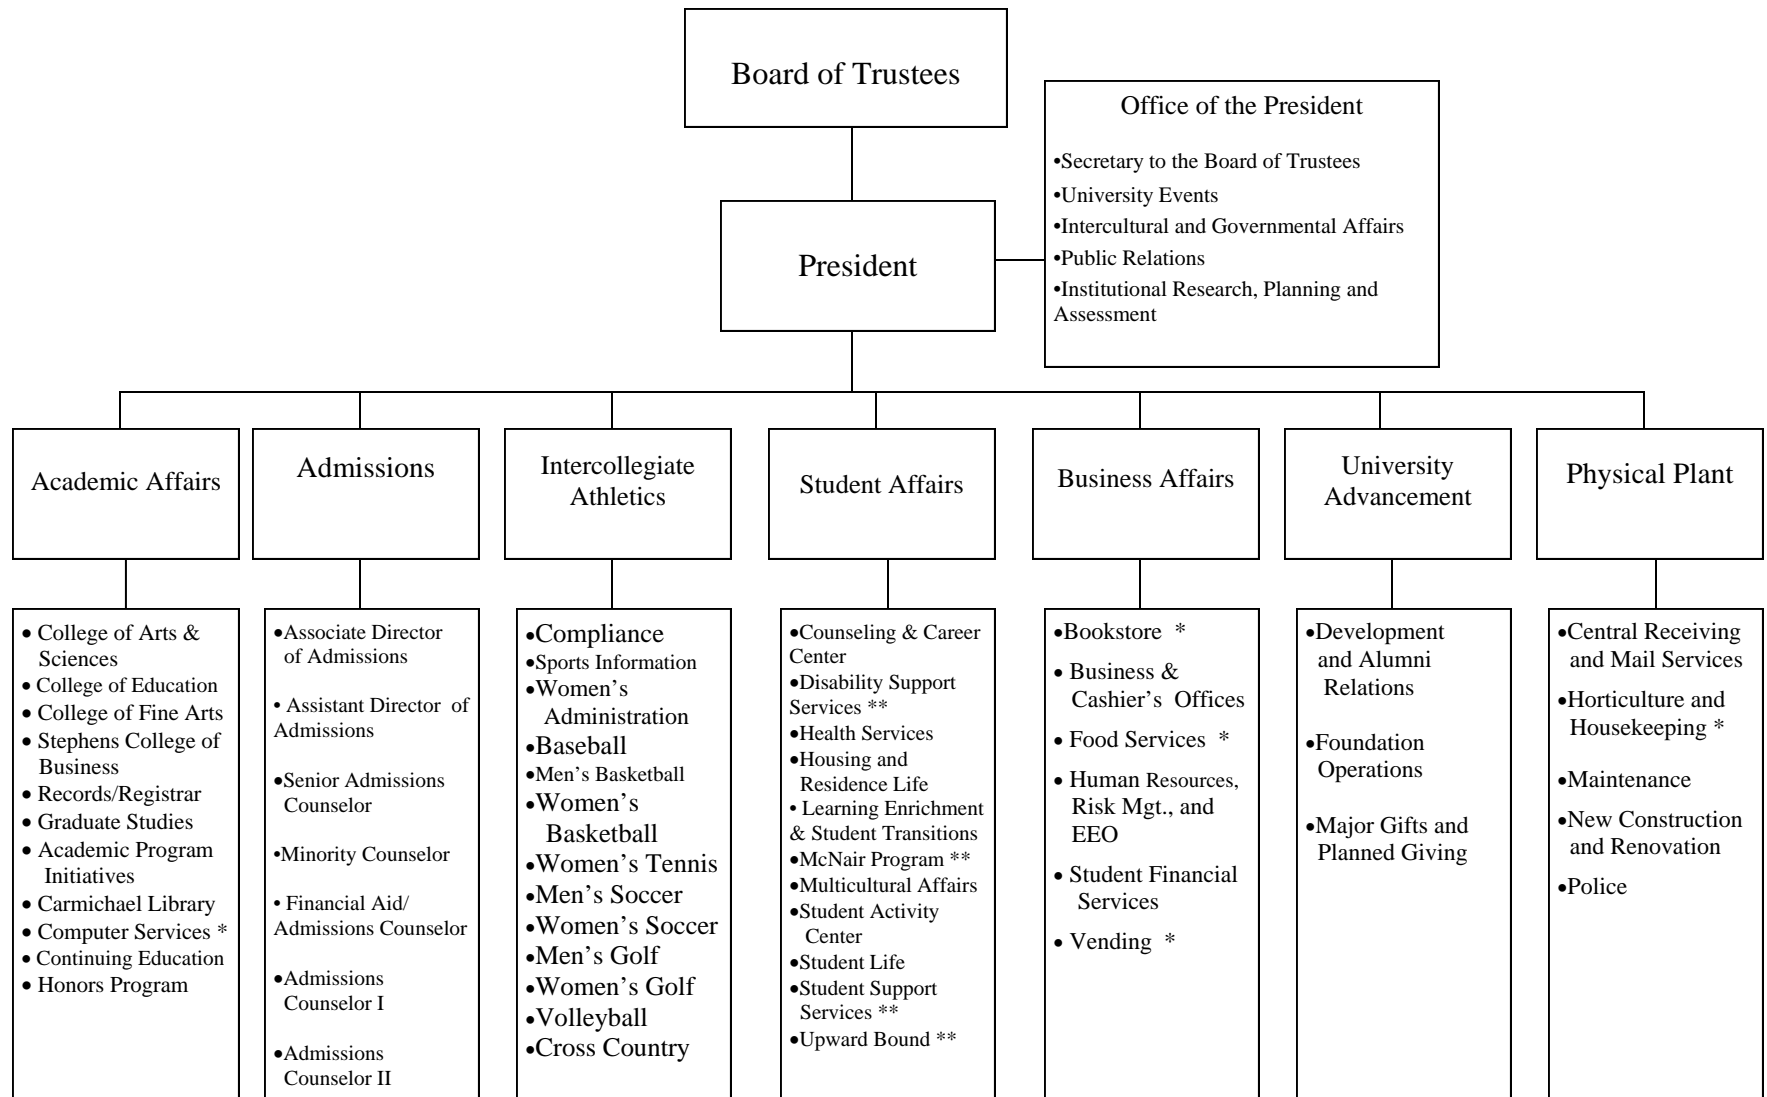 Board of Trustees
Office of the President
•Secretary to the Board of Trustees
•University Events
•Intercultural and Governmental Affairs
•Public Relations
•Institutional Research, Planning and
Assessment
President
Academic Affairs
Admissions
Intercollegiate
Athletics
Student Affairs
Business Affairs
University
Advancement
Physical Plant
• College of Arts &
Sciences
• College of Education
• College of Fine Arts
• Stephens College of
Business
• Records/Registrar
• Graduate Studies
• Academic Program
Initiatives
• Carmichael Library
• Computer Services *
• Continuing Education
• Honors Program
•Associate Director
of Admissions
• Assistant Director of
Admissions
•Senior Admissions
Counselor
•Minority Counselor
• Financial Aid/
Admissions Counselor
•Admissions
Counselor I
•Admissions
Counselor II
•Compliance
•Sports Information
•Women’s
Administration
•Baseball
•Men’s Basketball
•Women’s
Basketball
•Women’s Tennis
•Men’s Soccer
•Women’s Soccer
•Men’s Golf
•Women’s Golf
•Volleyball
•Cross Country
•Counseling & Career
Center
•Disability Support
Services **
•Health Services
•Housing and
Residence Life
• Learning Enrichment
& Student Transitions
•McNair Program **
•Multicultural Affairs
•Student Activity
Center
•Student Life
•Student Support
Services **
•Upward Bound **
•Bookstore *
• Business &
Cashier’s Offices
• Food Services *
• Human Resources,
Risk Mgt., and
EEO
• Student Financial
Services
• Vending *
•Development
and Alumni
Relations
•Foundation
Operations
•Major Gifts and
Planned Giving
•Central Receiving
and Mail Services
•Horticulture and
Housekeeping *
•Maintenance
•New Construction
and Renovation
•Police